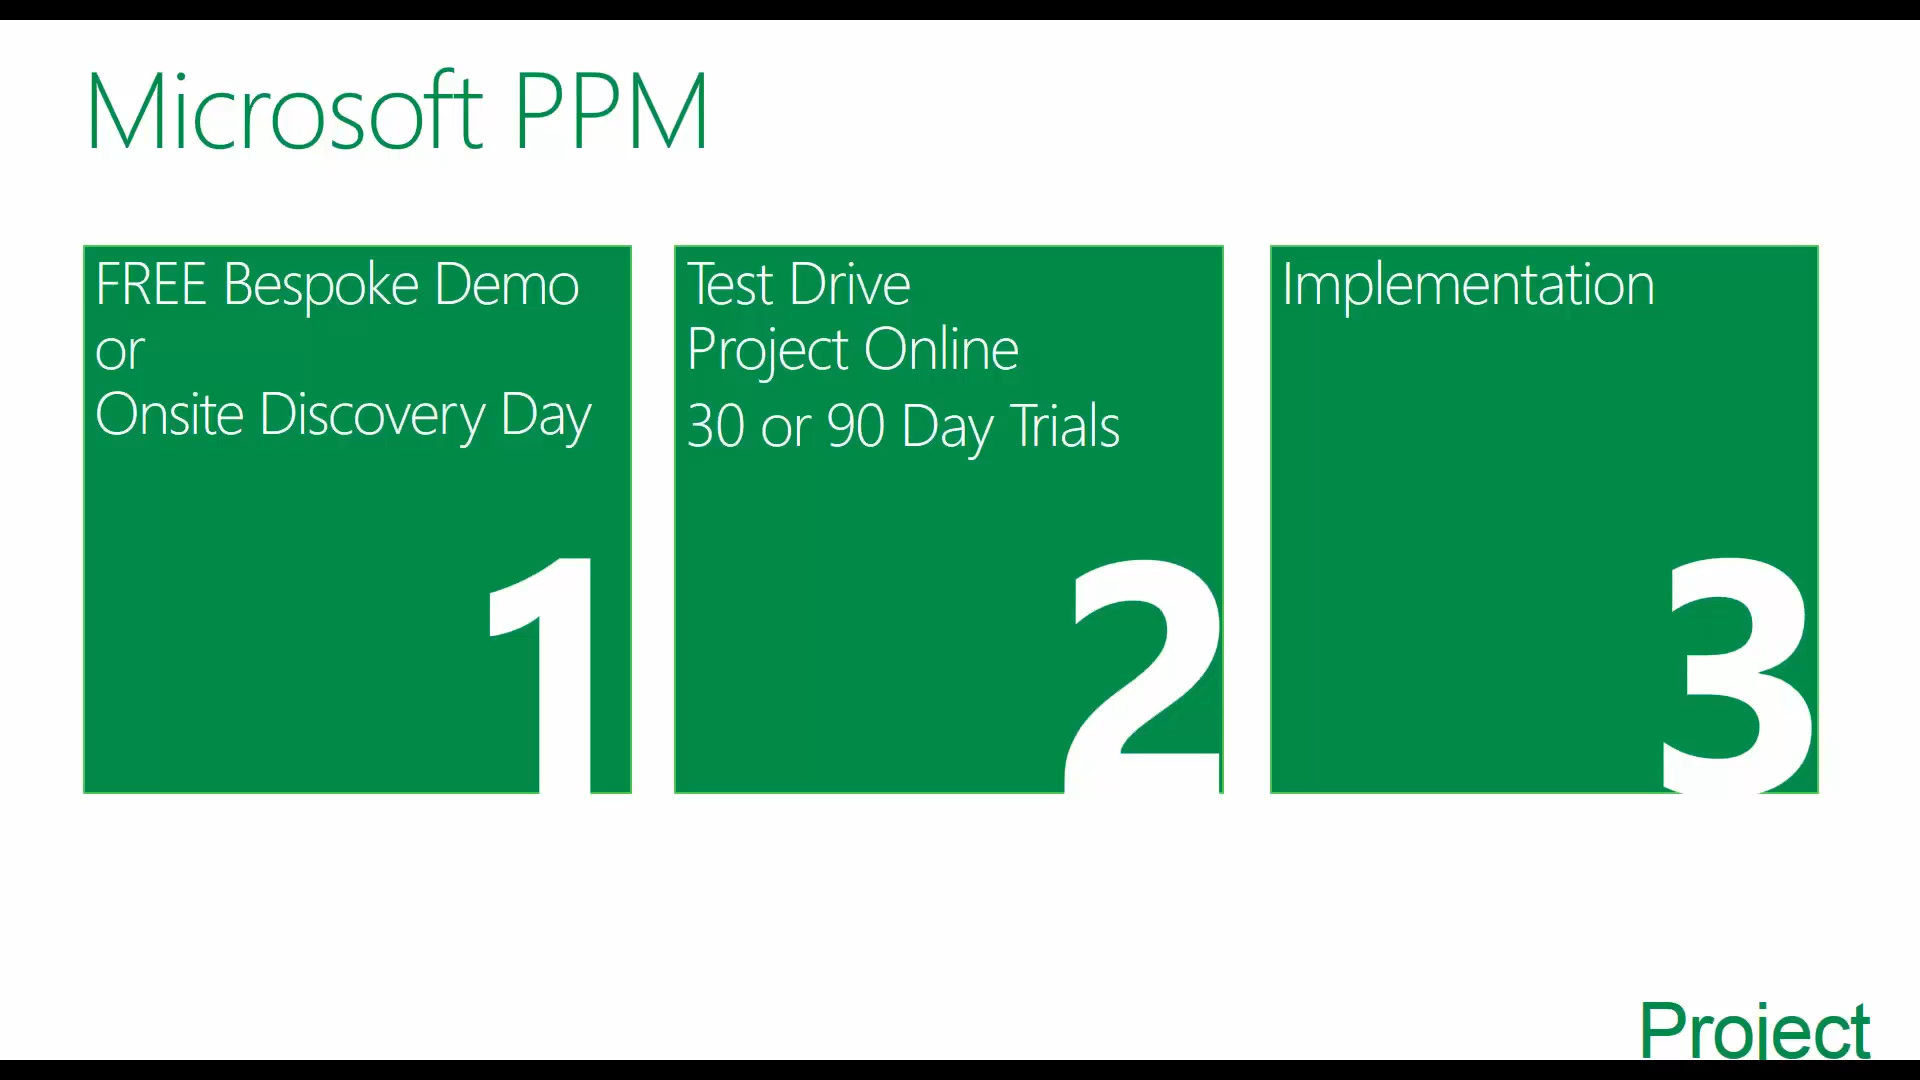 Microsoft PPM
FREE Bespoke Demo
or
Onsite Discovery Day
1
Test Drive
Project Online
30 or 90 Day Trials
2
Implementation
3
Project